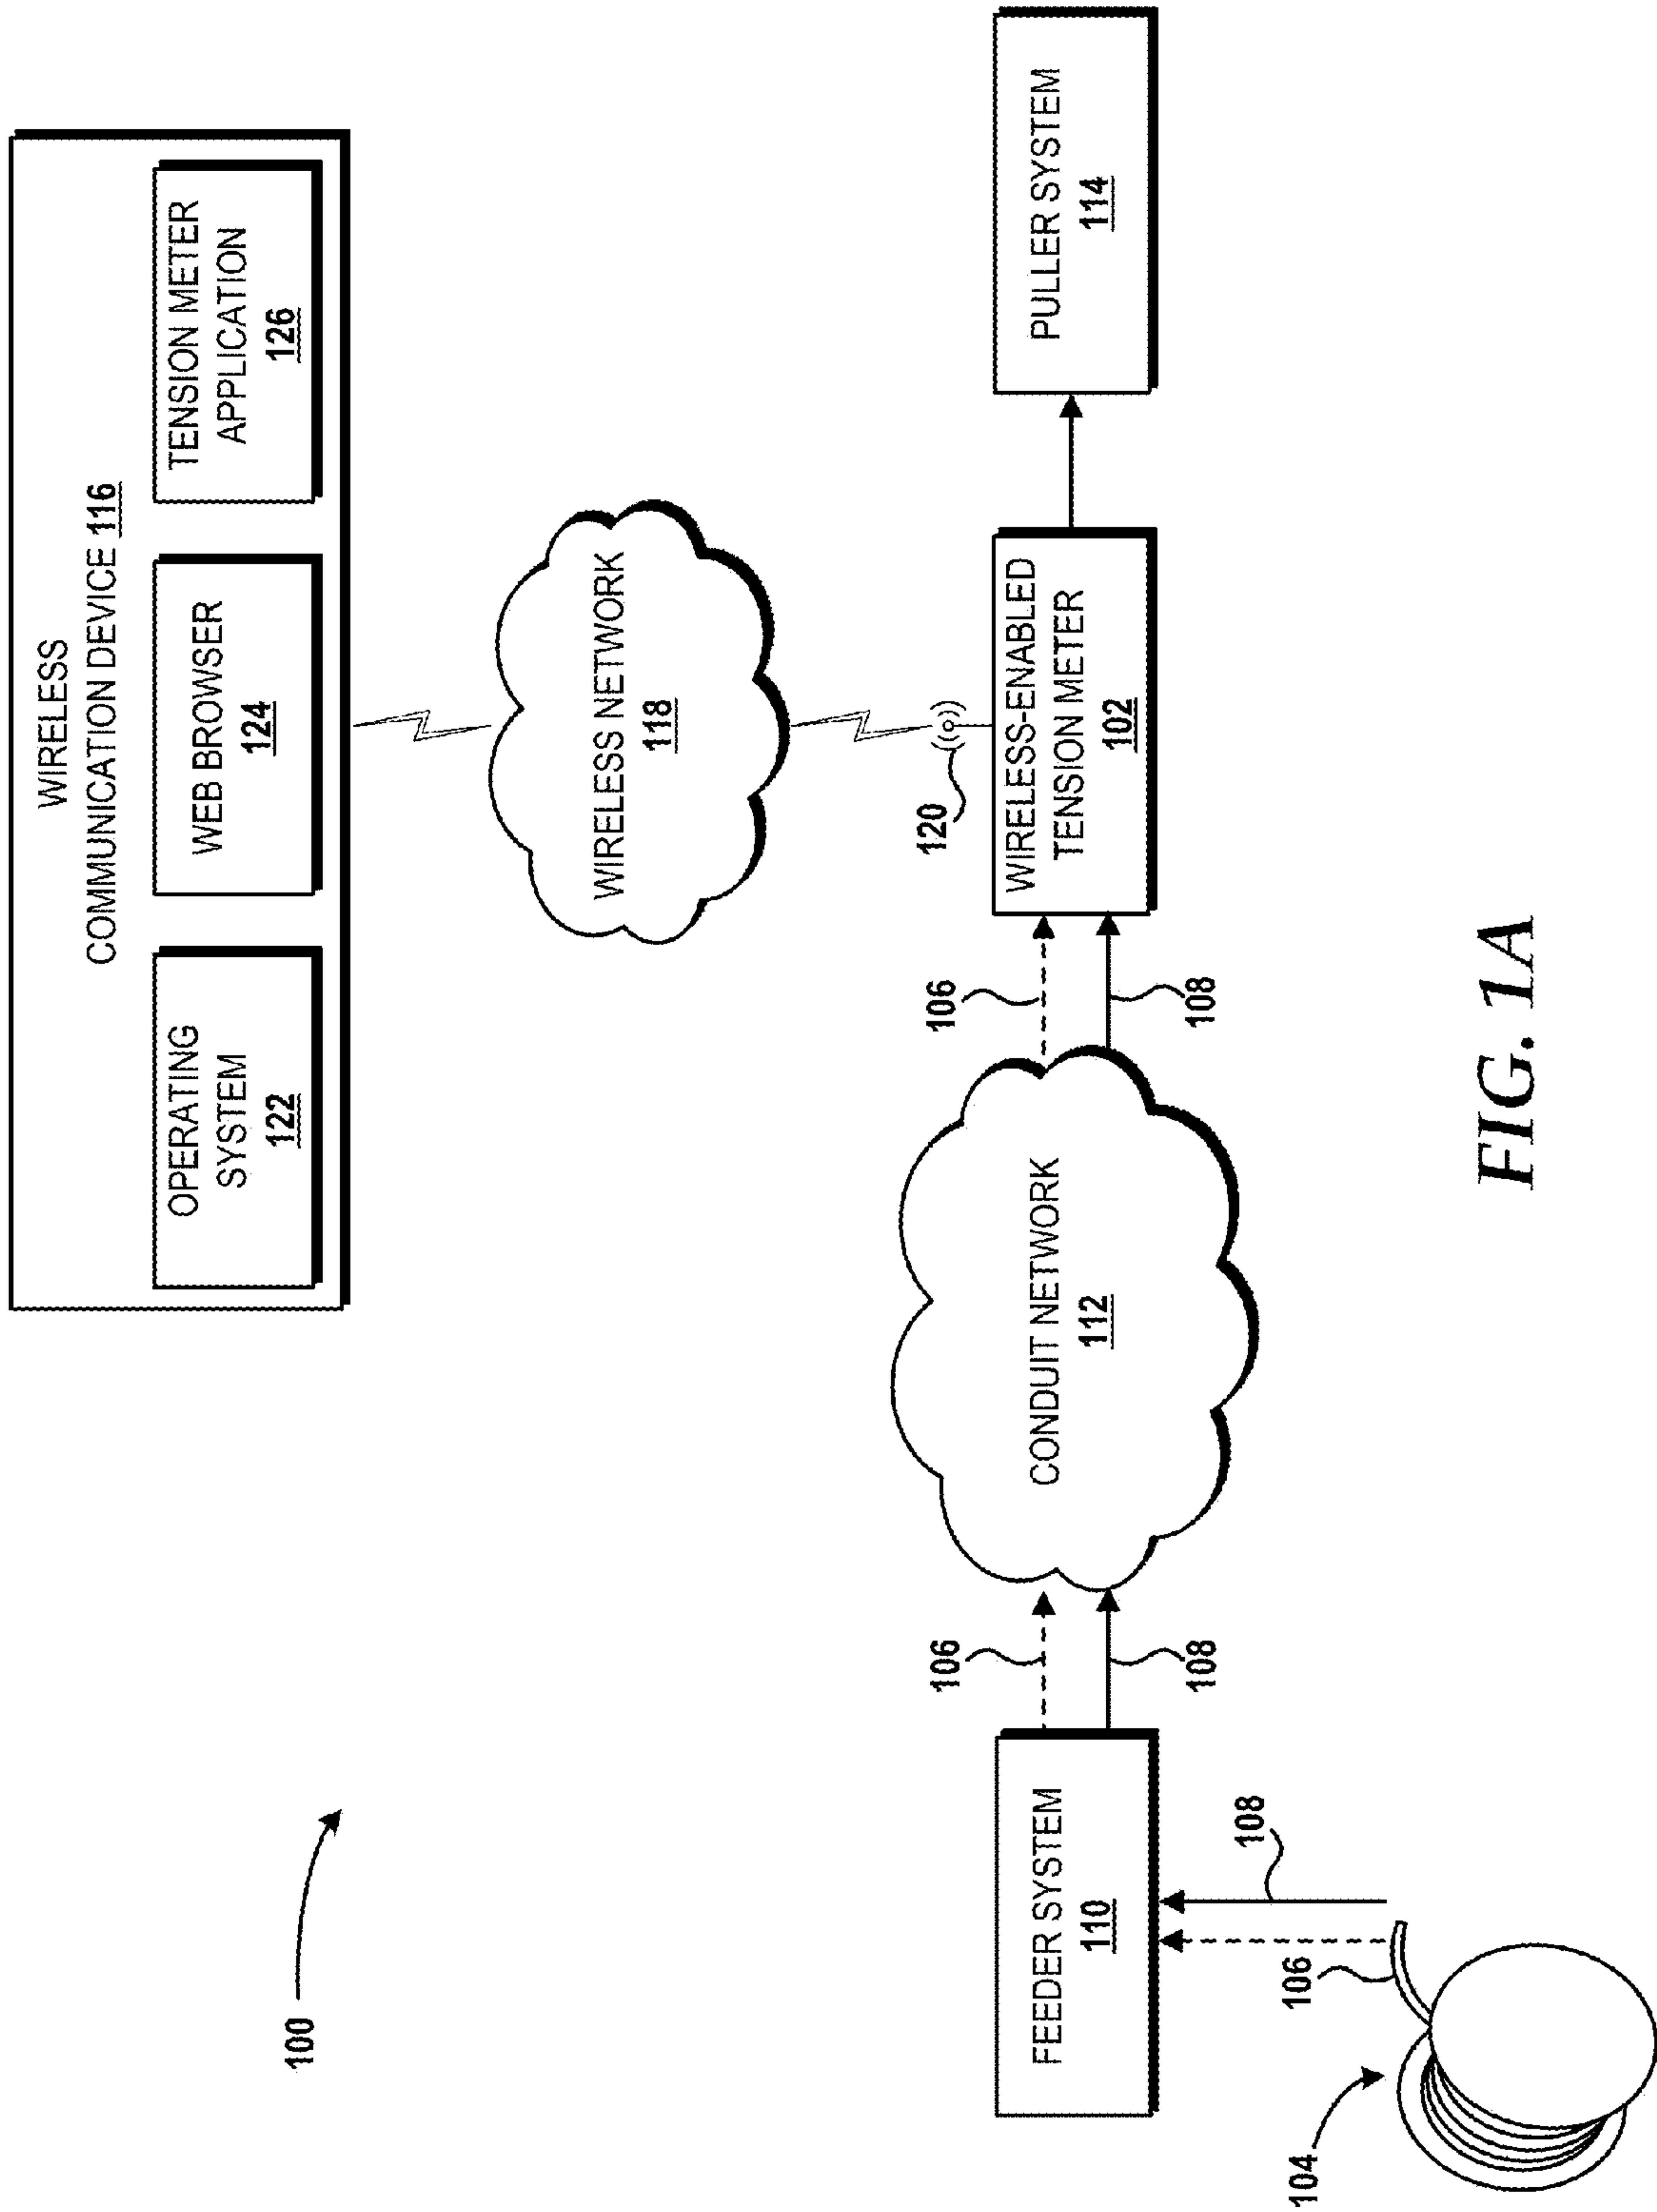 WIRELESS
COMMUNICATION DEVICE 116
OPERATING
SYSTEM
122
WEB BROWSER
124
TENSION METER
APPLICATION
126
100
WIRELESS NETWORK
118
120
FEEDER SYSTEM
110
106
108
CONDUIT NETWORK
112
106
108
WIRELESS-ENABLED
TENSION METER
102
PULLER SYSTEM
114
104
106
108
FIG. 1A